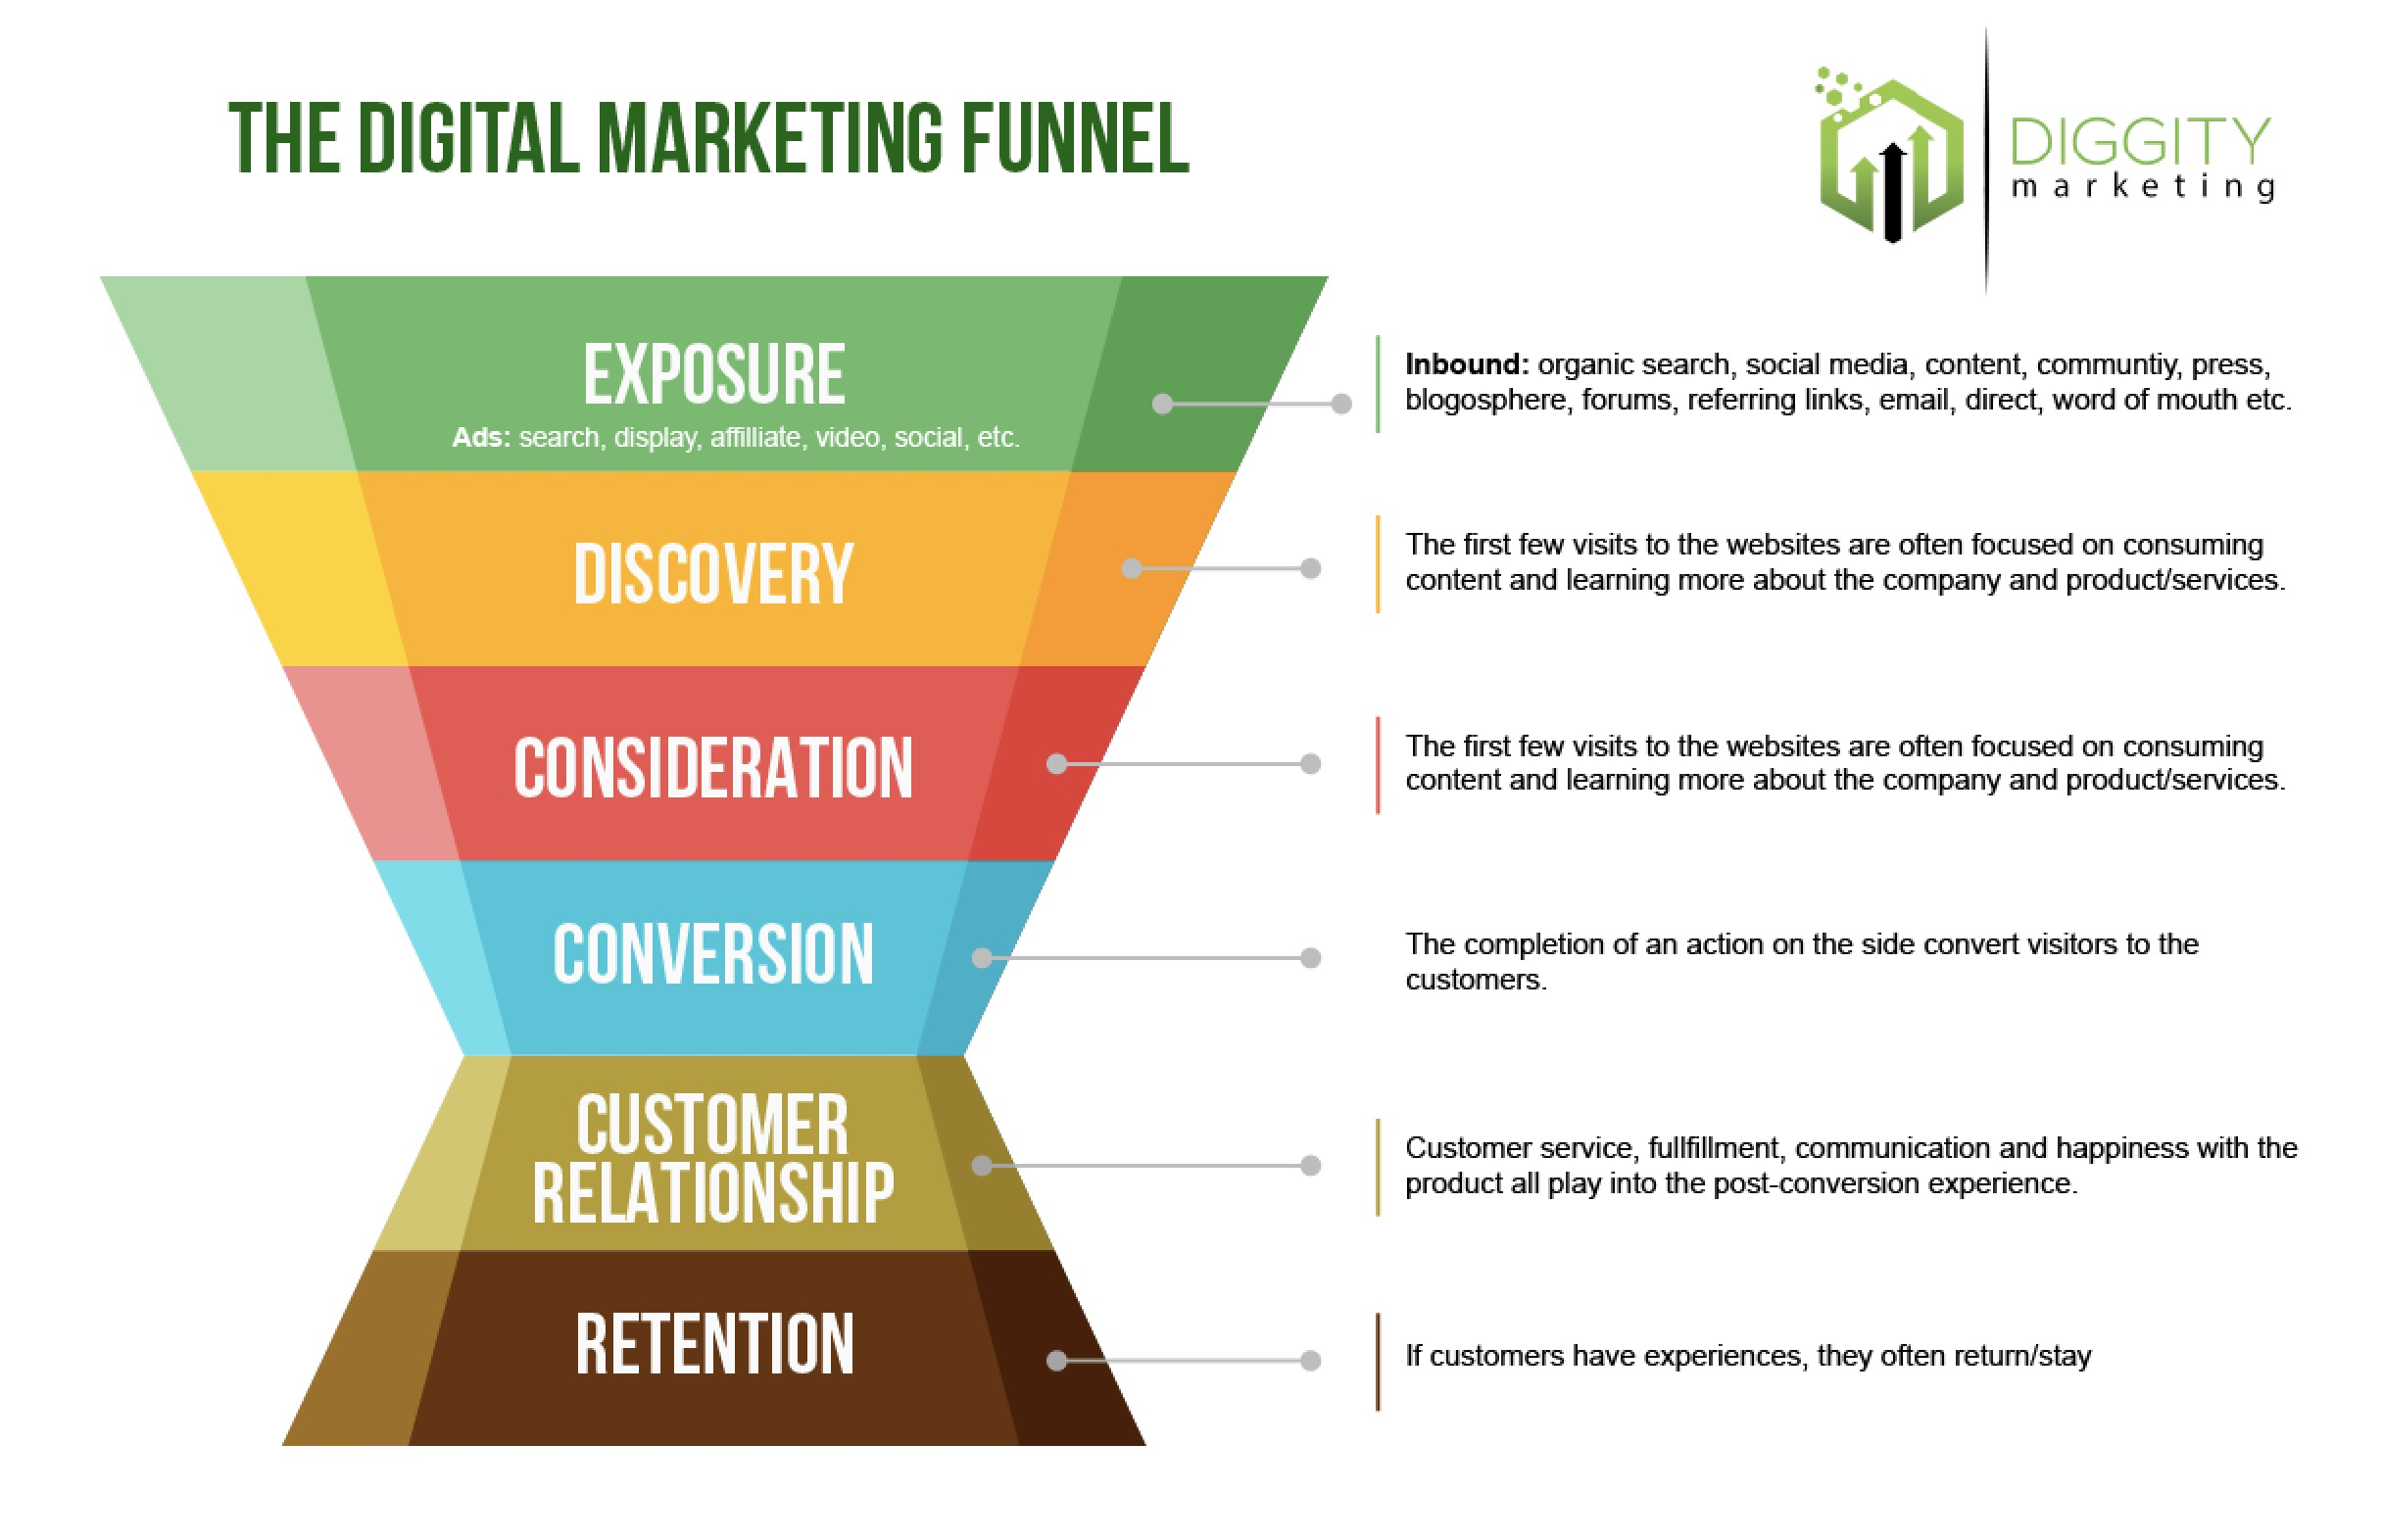 THE DIGITAL MARKETING FUNNEL
DIGGITY
marketing
EXPOSURE
Ads: search, display, affilliate, video, social, etc.
Inbound: organic search, social media, content, communtiy, press,
blogosphere, forums, referring links, email, direct, word of mouth etc.
DISCOVERY
The first few visits to the websites are often focused on consuming
content and learning more about the company and product/services.
CONSIDERATION
The first few visits to the websites are often focused on consuming
content and learning more about the company and product/services.
CONVERSION
The completion of an action on the side convert visitors to the
customers.
CUSTOMER
RELATIONSHIP
Customer service, fullfillment, communication and happiness with the
product all play into the post-conversion experience.
RETENTION
If customers have experiences, they often return/stay